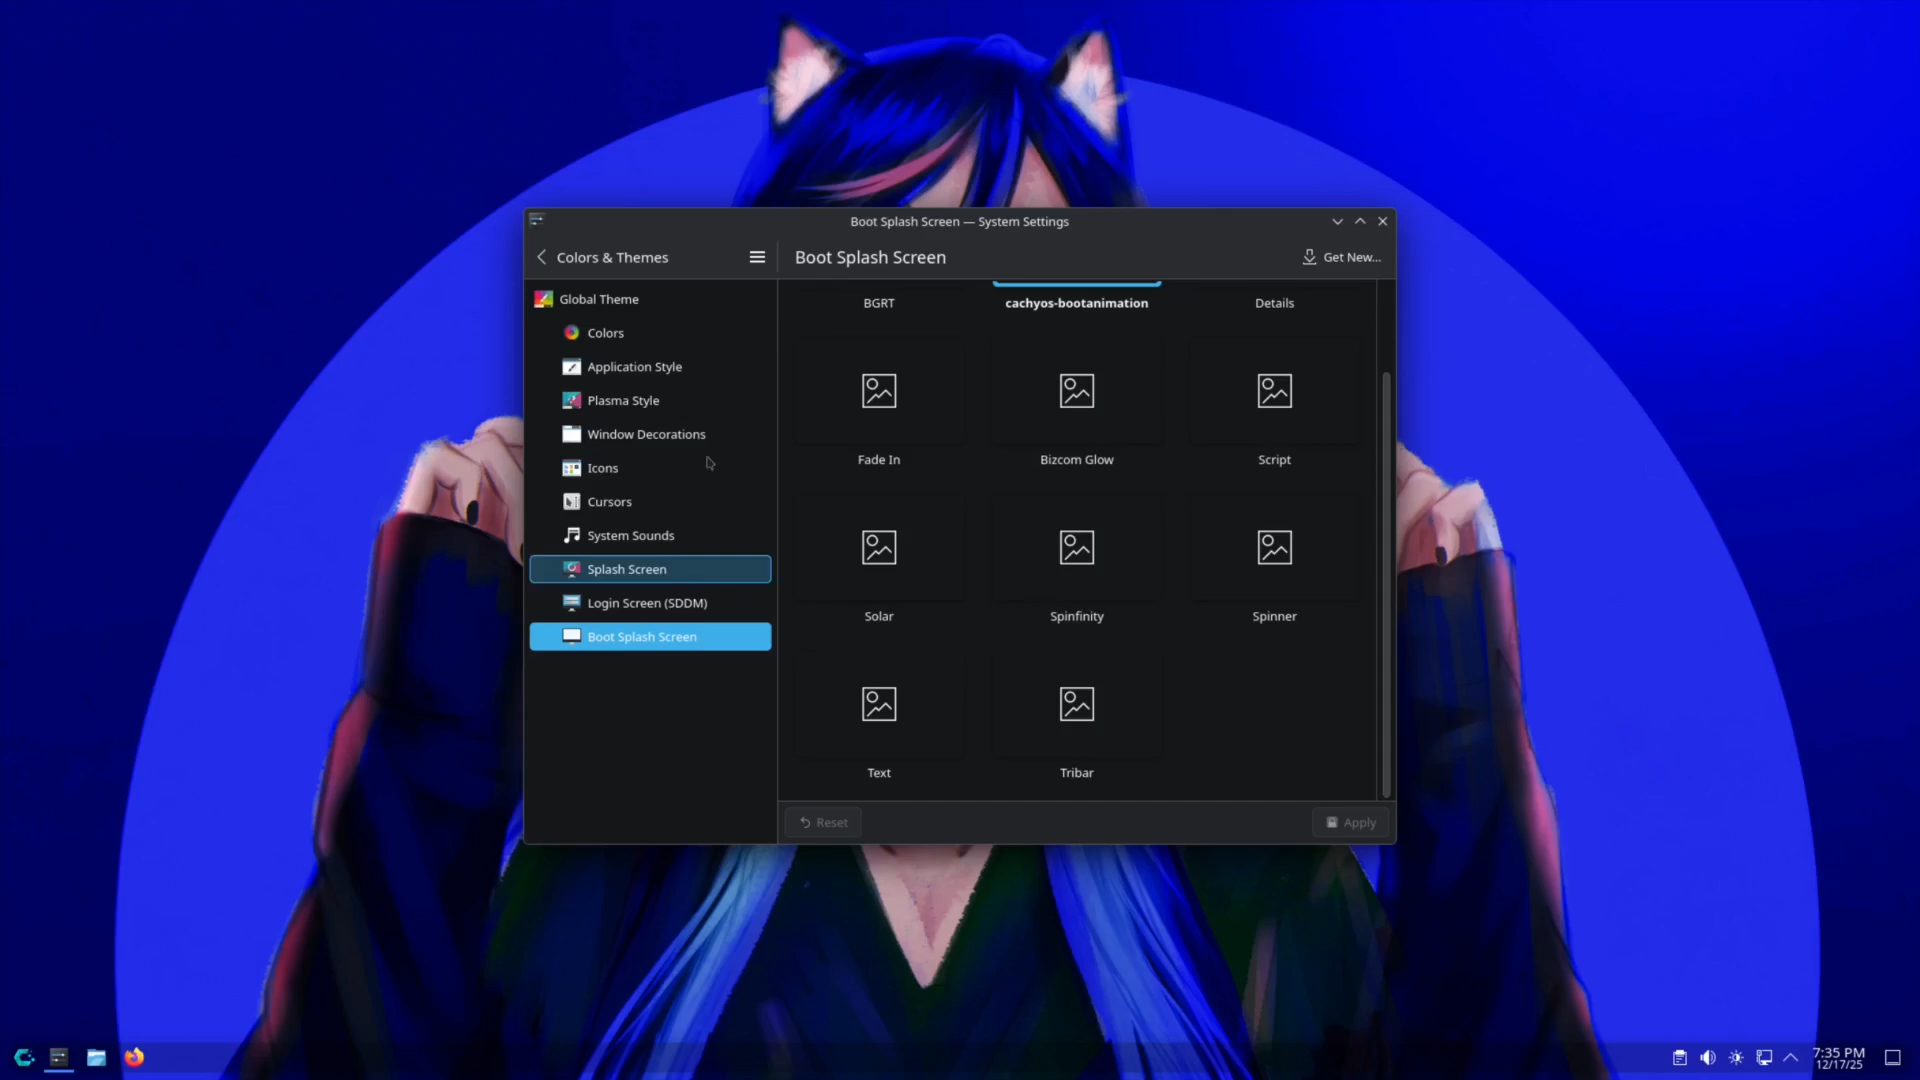 Boot Splash Screen — System Settings
Colors & Themes
Boot Splash Screen
Get New...
Global Theme
Colors
Application Style
Plasma Style
Window Decorations
Icons
Cursors
System Sounds
Splash Screen
Login Screen (SDDM)
Boot Splash Screen
BGRT
cachyos-bootanimation
Details
Fade In
Bizcom Glow
Script
Solar
Spinfinity
Spinner
Text
Tribar
Reset
Apply
7:35 PM
12/17/25